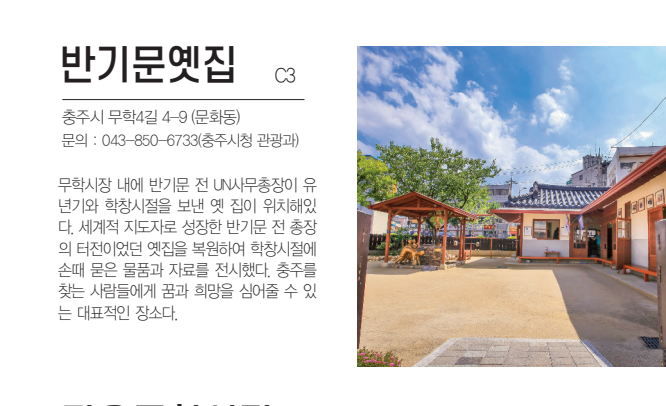 반기문옛집 C3
충주시 무학4길 4-9 (문화동)
문의 : 043-850-6733(충주시청 관광과)
무학시장 내에 반기문 전 UN사무총장이 유
년기와 학창시절을 보낸 옛 집이 위치해있
다. 세계적 지도자로 성장한 반기문 전 총장
의 터전이었던 옛집을 복원하여 학창시절에
손때 묻은 물품과 자료를 전시했다. 충주를
찾는 사람들에게 꿈과 희망을 심어줄 수 있
는 대표적인 장소다.